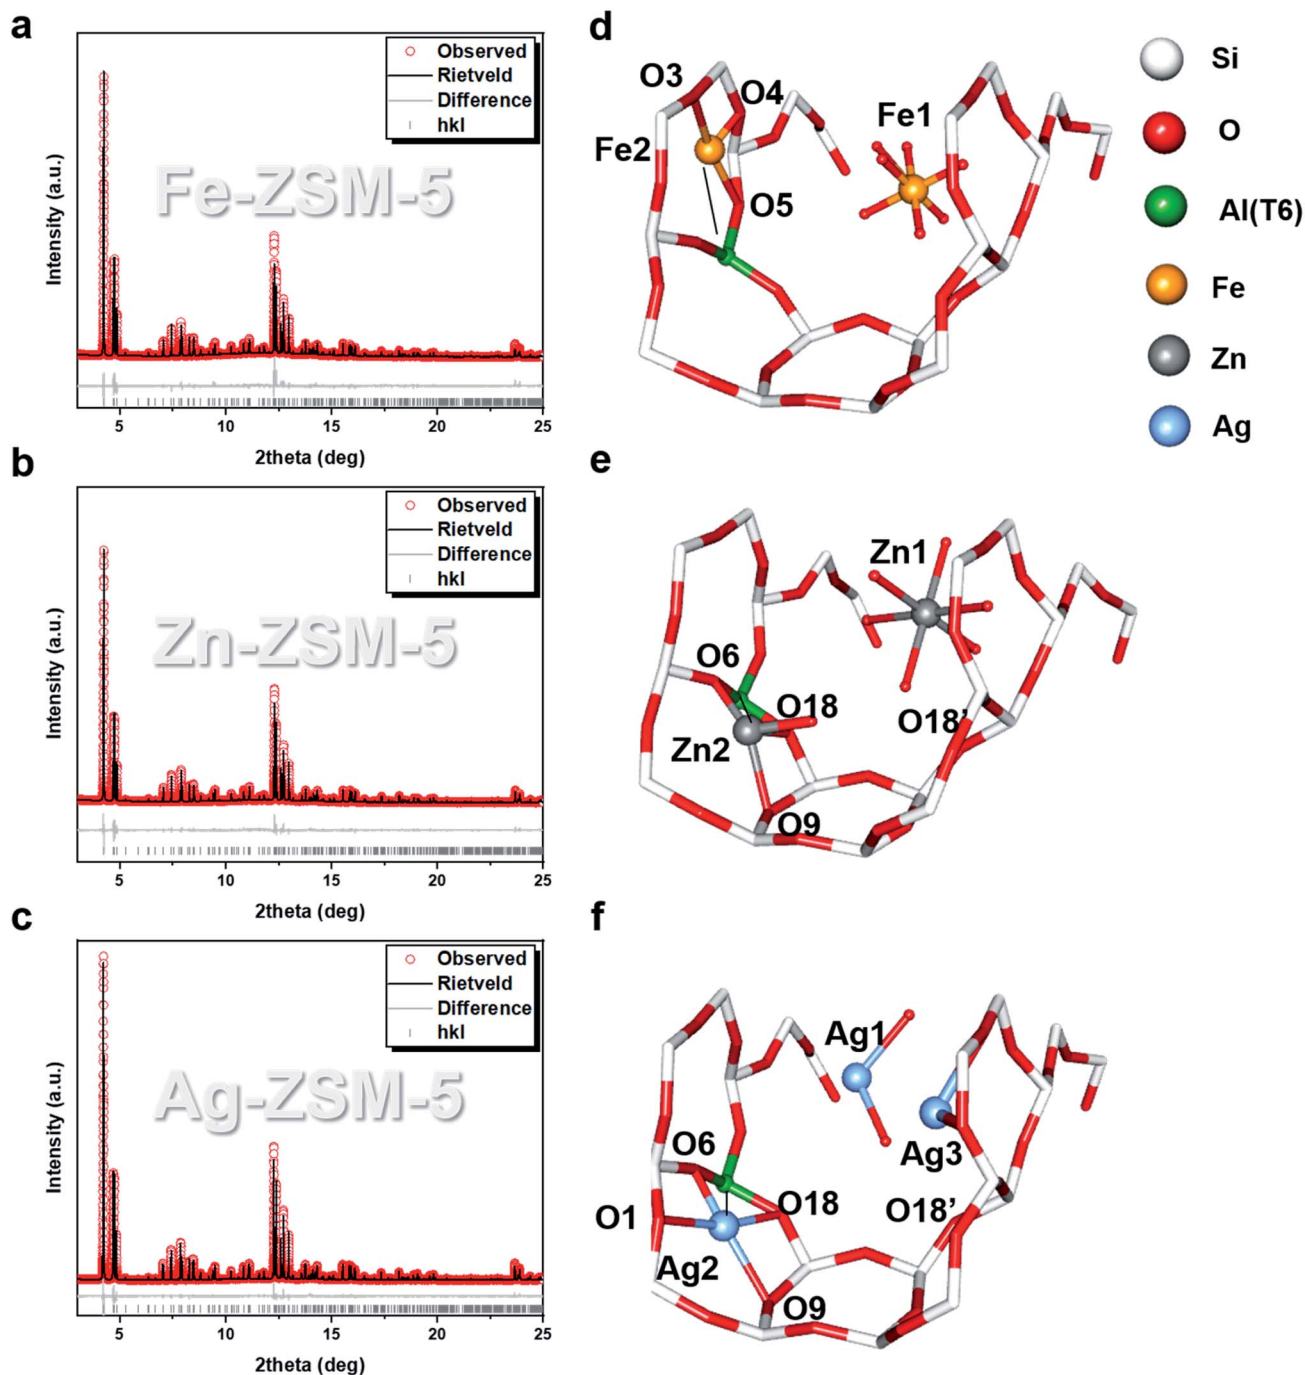 a
Observed
Rietveld
Difference
hkl
Fe-ZSM-5
Intensity (a.u.)
5 10 15 20 25
2theta (deg)
b
Observed
Rietveld
Difference
hkl
Zn-ZSM-5
Intensity (a.u.)
5 10 15 20 25
2theta (deg)
c
Observed
Rietveld
Difference
hkl
Ag-ZSM-5
Intensity (a.u.)
5 10 15 20 25
2theta (deg)
d
O3
O4
Fe1
Fe2
O5
Si
O
Al(T6)
Fe
Zn
Ag
e
Zn1
O6
O18
O18'
Zn2
O9
f
Ag1
O6
Ag3
O1
O18
O18'
Ag2
O9